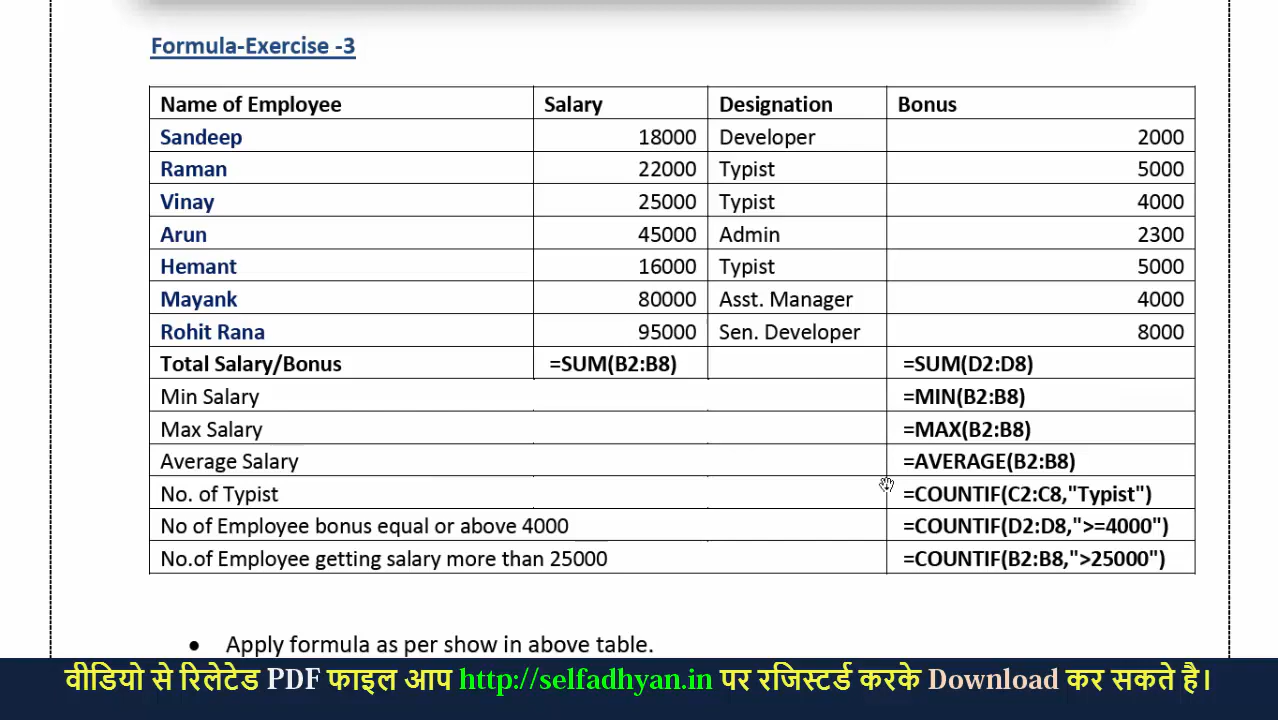 Formula-Exercise -3
Name of Employee Salary Designation Bonus
Sandeep 18000 Developer 2000
Raman 22000 Typist 5000
Vinay 25000 Typist 4000
Arun 45000 Admin 2300
Hemant 16000 Typist 5000
Mayank 80000 Asst. Manager 4000
Rohit Rana 95000 Sen. Developer 8000
Total Salary/Bonus =SUM(B2:B8) =SUM(D2:D8)
Min Salary =MIN(B2:B8)
Max Salary =MAX(B2:B8)
Average Salary =AVERAGE(B2:B8)
No. of Typist =COUNTIF(C2:C8,"Typist")
No of Employee bonus equal or above 4000 =COUNTIF(D2:D8,">=4000")
No.of Employee getting salary more than 25000 =COUNTIF(B2:B8,">25000")
• Apply formula as per show in above table.
वीडियो से रिलेटेड PDF फाइल आप http://selfadhyan.in पर रजिस्टर्ड करके Download कर सकते है।